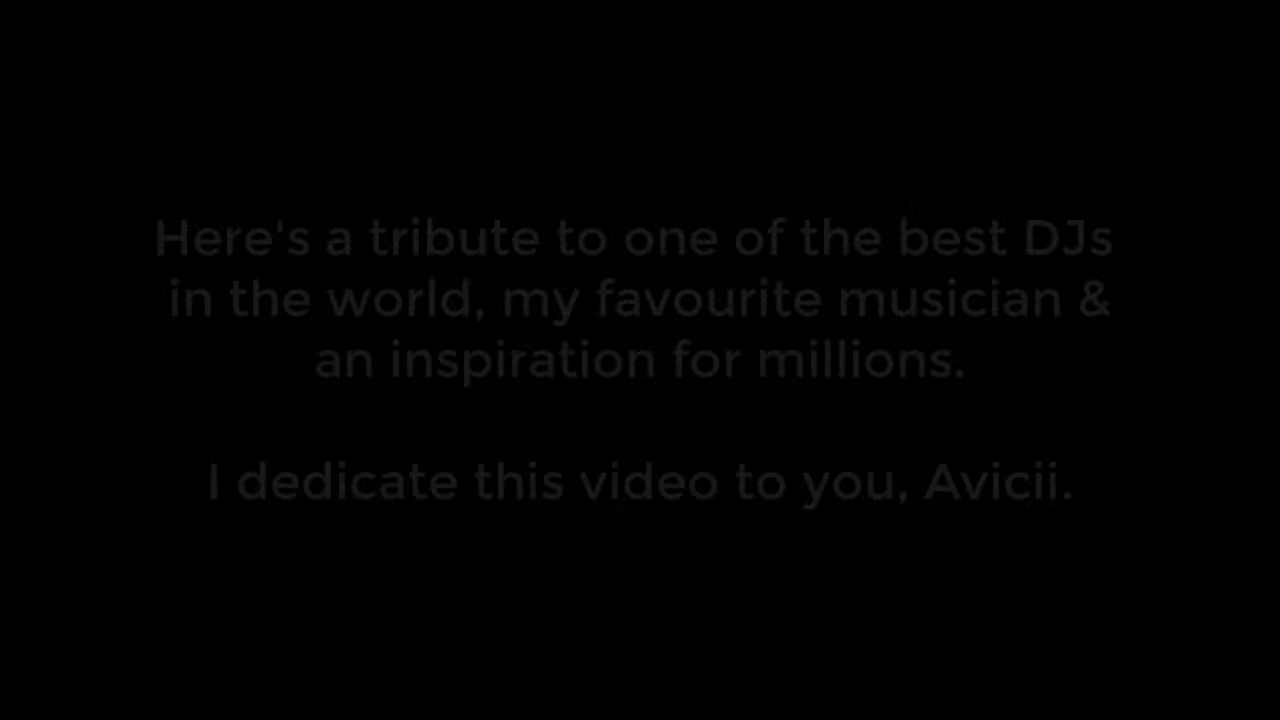 Here's a tribute to one of the best DJs
in the world, my favourite musician &
an inspiration for millions.
I dedicate this video to you, Avicii.